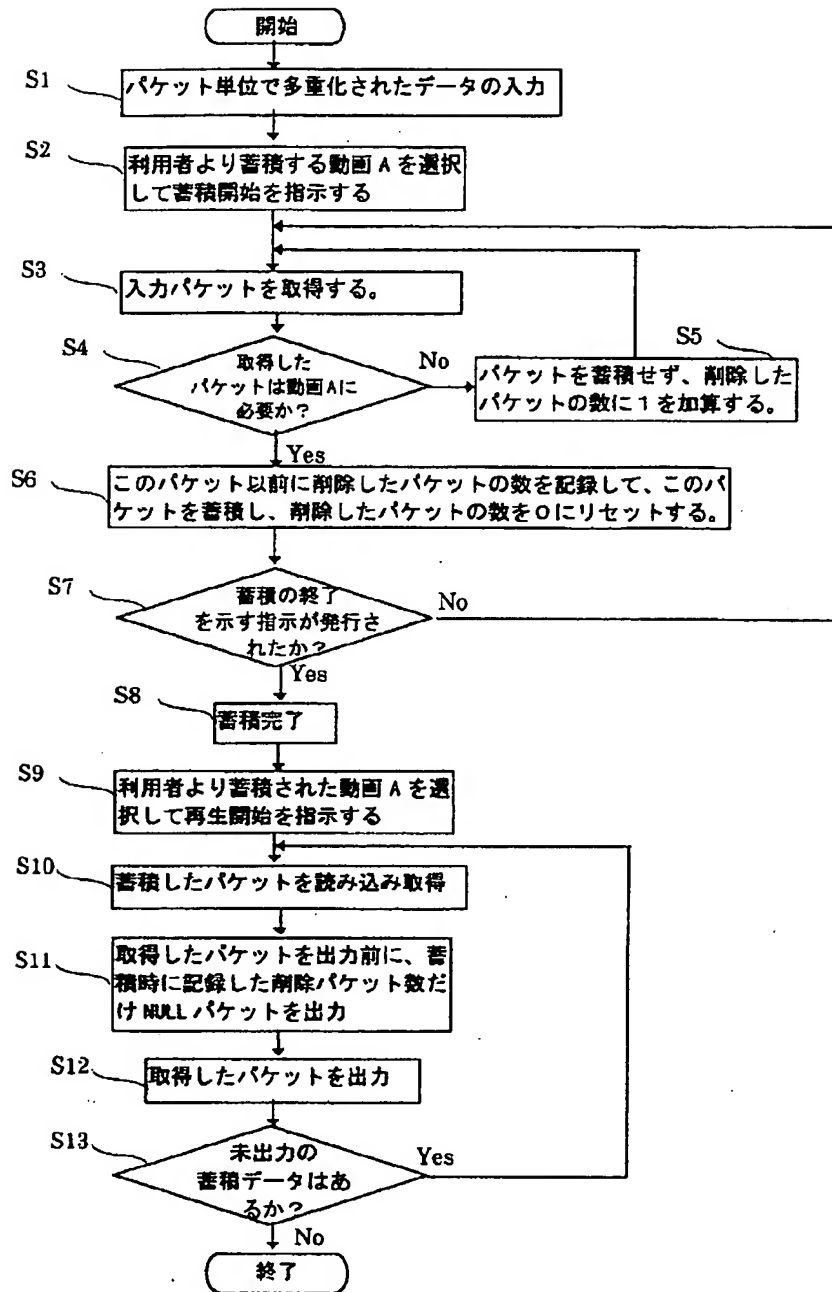 開始
S1
パケット単位で多重化されたデータの入力
S2
利用者より蓄積する動画Aを選択
して蓄積開始を指示する
S3
入力パケットを取得する。
S4
取得した
パケットは動画Aに
必要か？
No
S5
パケットを蓄積せず、削除した
パケットの数に1を加算する。
Yes
S6
このパケット以前に削除したパケットの数を記録して、このパ
ケットを蓄積し、削除したパケットの数を0にリセットする。
S7
蓄積の終了
を示す指示が発行さ
れたか？
No
Yes
S8
蓄積完了
S9
利用者より蓄積された動画Aを選
択して再生開始を指示する
S10
蓄積したパケットを読み込み取得
S11
取得したパケットを出力前に、蓄
積時に記録した削除パケット数だ
けNULLパケットを出力
S12
取得したパケットを出力
S13
未出力の
蓄積データはあ
るか？
Yes
No
終了